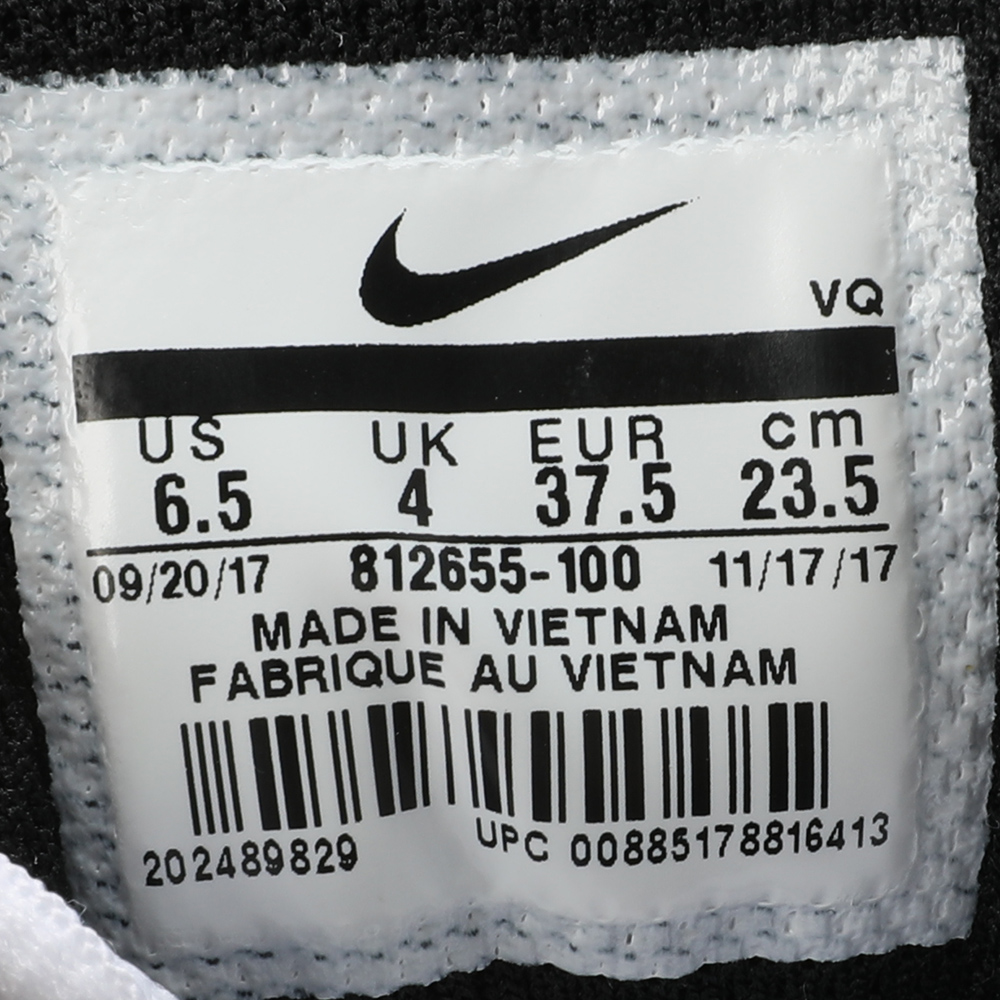 VQ
US UK EUR cm
6.5 4 37.5 23.5
09/20/17 812655-100 11/17/17
MADE IN VIETNAM
FABRIQUE AU VIETNAM
202489829 UPC 00885178816413